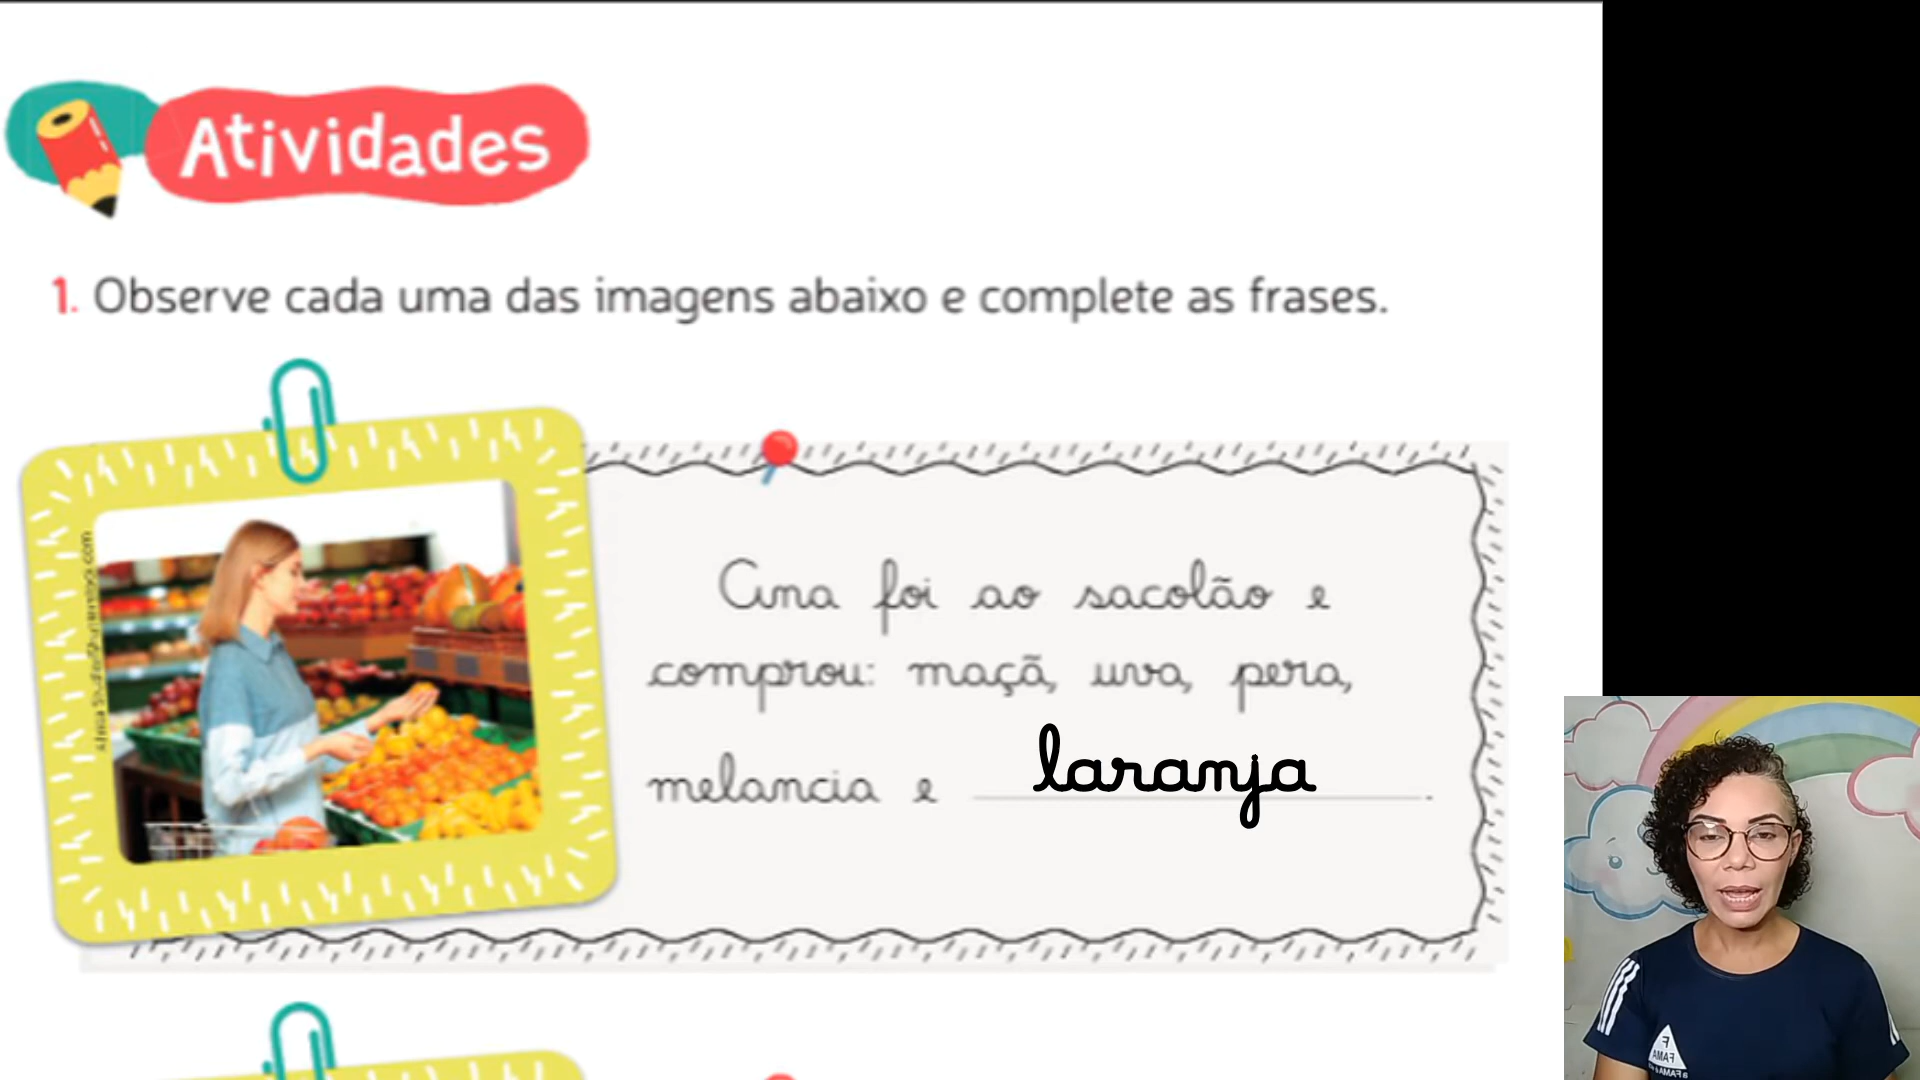 Atividades
1. Observe cada uma das imagens abaixo e complete as frases.
Ana foi ao sacolão e
comprou: maçã, uva, pera,
melancia e laranja.
F
FAMA